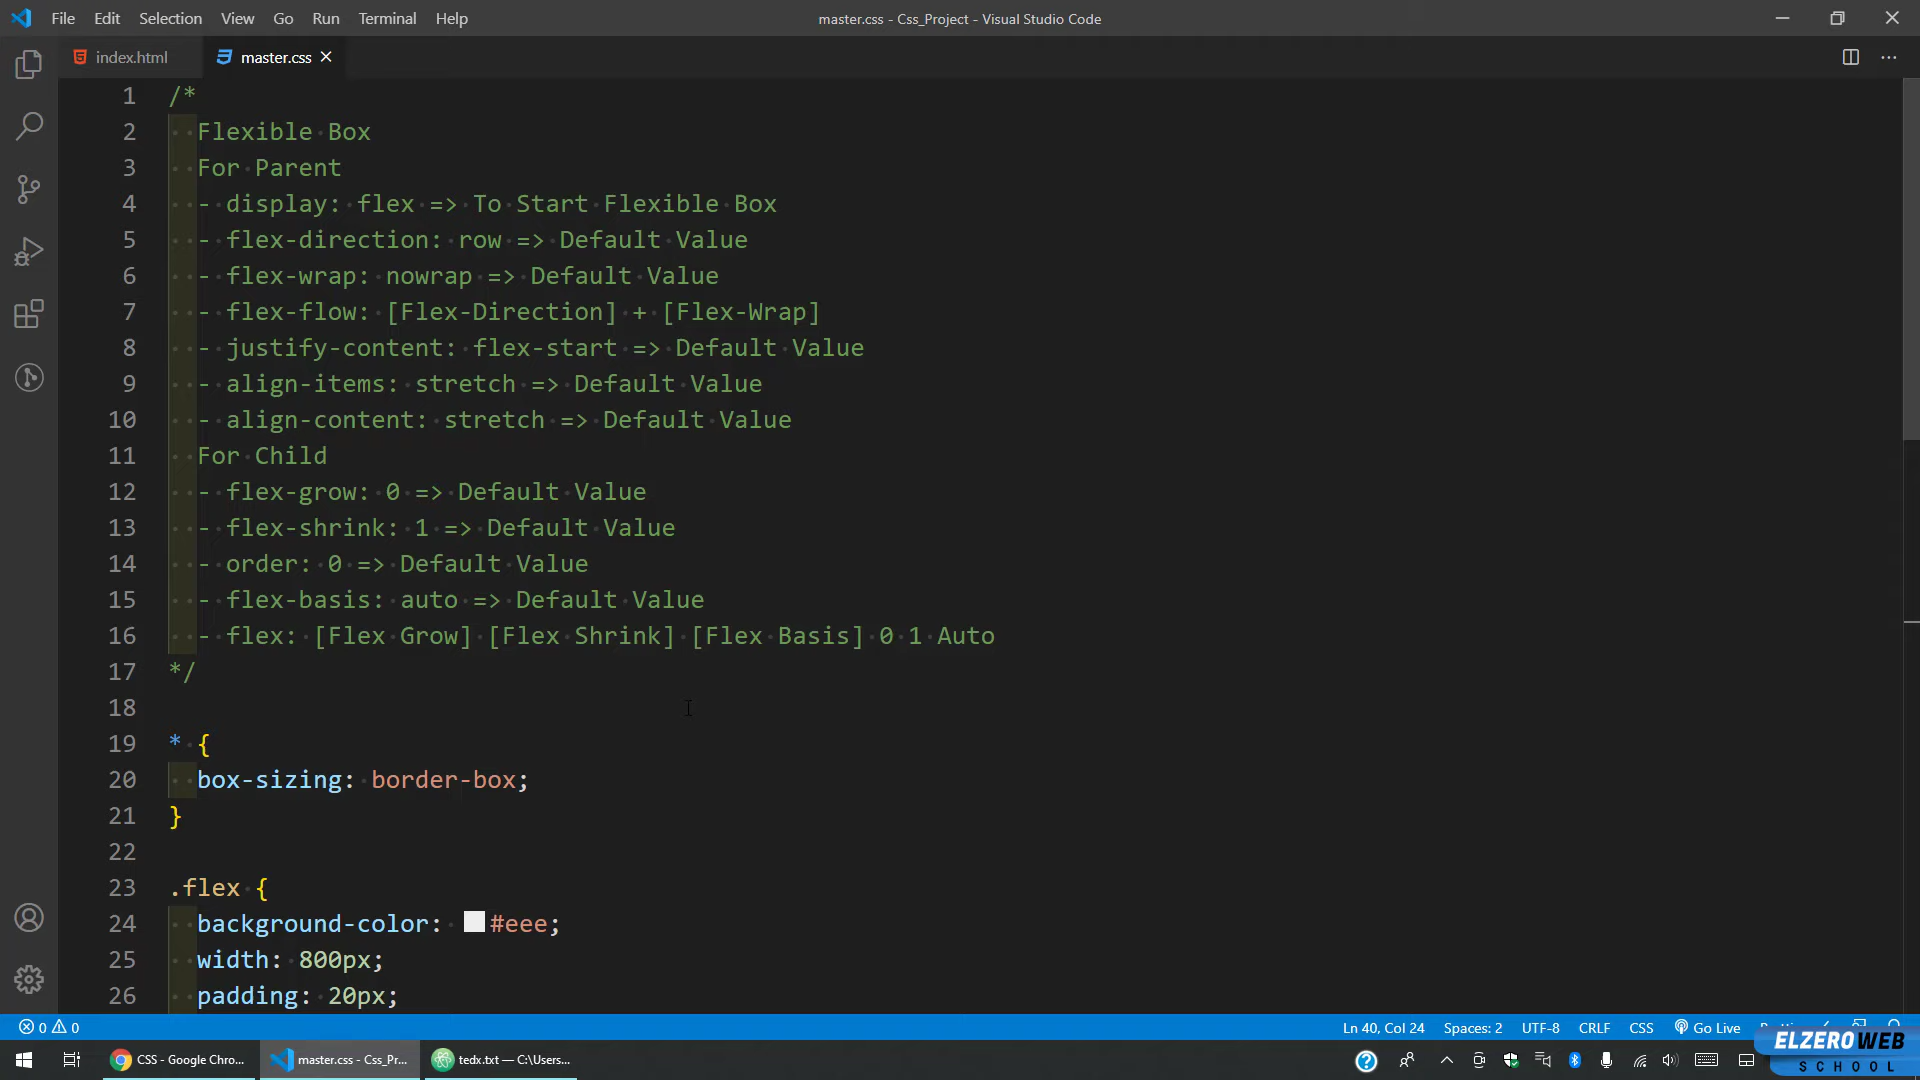 File Edit Selection View Go Run Terminal Help
master.css - Css_Project - Visual Studio Code
index.html
master.css
1 /*
2 Flexible Box
3 For Parent
4 - display: flex => To Start Flexible Box
5 - flex-direction: row => Default Value
6 - flex-wrap: nowrap => Default Value
7 - flex-flow: [Flex-Direction] + [Flex-Wrap]
8 - justify-content: flex-start => Default Value
9 - align-items: stretch => Default Value
10 - align-content: stretch => Default Value
11 For Child
12 - flex-grow: 0 => Default Value
13 - flex-shrink: 1 => Default Value
14 - order: 0 => Default Value
15 - flex-basis: auto => Default Value
16 - flex: [Flex Grow] [Flex Shrink] [Flex Basis] 0 1 Auto
17 */
18
19 * {
20 box-sizing: border-box;
21 }
22
23 .flex {
24 background-color: #eee;
25 width: 800px;
26 padding: 20px;
0 0
Ln 40, Col 24 Spaces: 2 UTF-8 CRLF CSS Go Live
CSS - Google Chro...
master.css - Css_Pr...
tedx.txt — C:\Users...
ELZEROWEB
SCHOOL